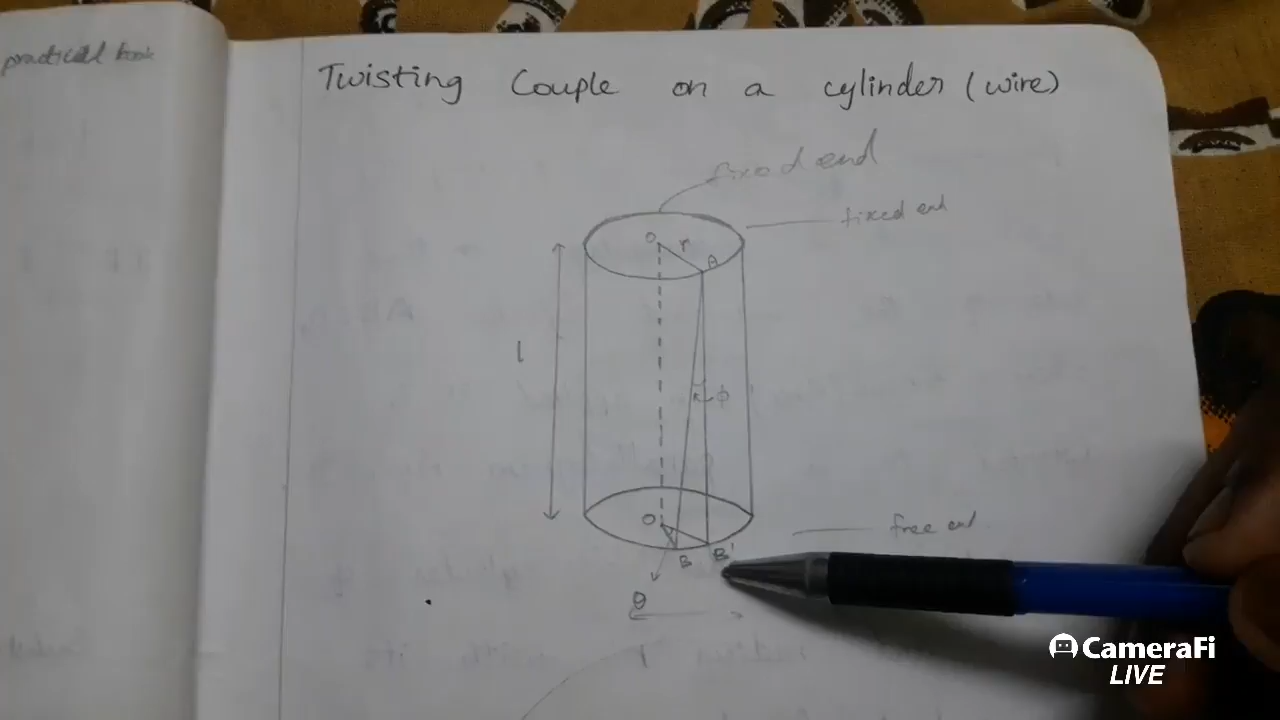 practical book
Twisting Couple on a cylinder (wire)
fixed end
fixed end
O r A
l
φ
O
B B'
free end
θ
CameraFi
LIVE